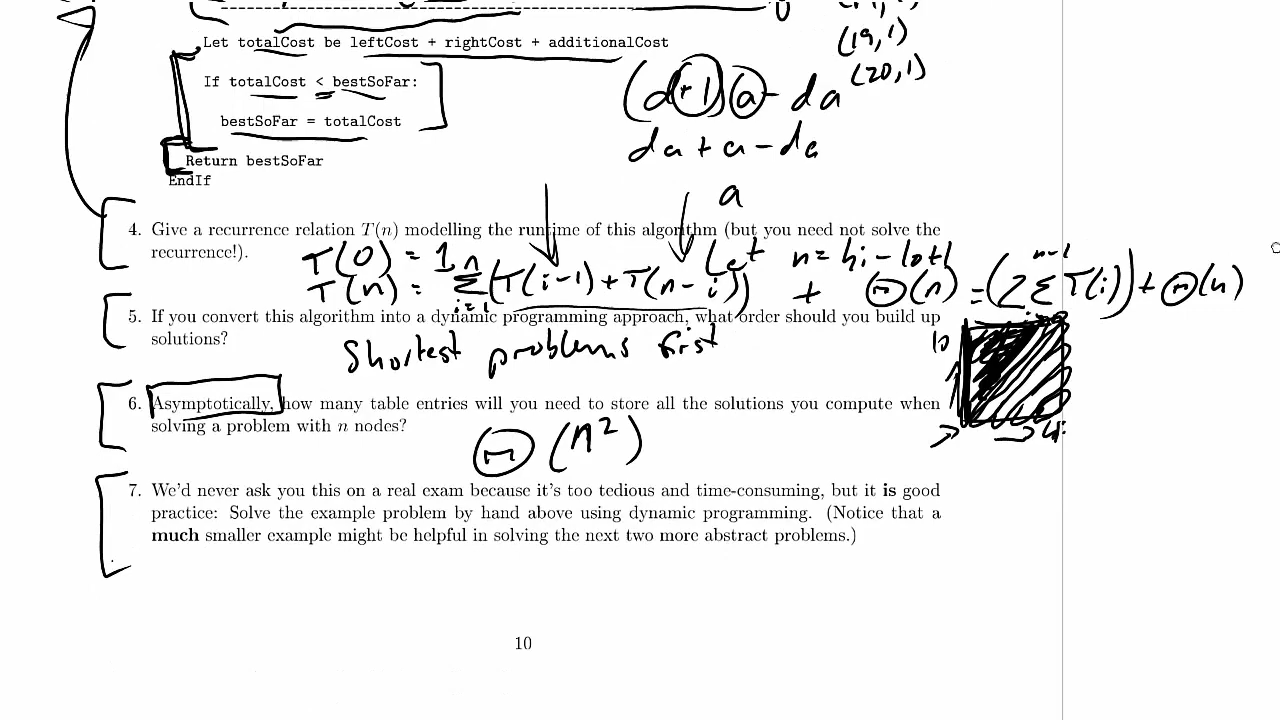 Let totalCost be leftCost + rightCost + additionalCost
(19,1)
(20,1)
If totalCost < bestSoFar:
(d+1)(a - da
bestSoFar = totalCost
da + a - da
Return bestSoFar
EndIf
a
4. Give a recurrence relation T(n) modelling the runtime of this algorithm (but you need not solve the
recurrence!).
T(0) = 1
Let n = hi - lo + 1
T(n) = Σ i=1 n (T(i-1) + T(n-i)) + Θ(n) = (2 Σ n-1 T(i)) + Θ(n)
5. If you convert this algorithm into a dynamic programming approach, what order should you build up
solutions?
Shortest problems first
lo
hi
6. Asymptotically, how many table entries will you need to store all the solutions you compute when
solving a problem with n nodes?
Θ(n²)
7. We'd never ask you this on a real exam because it's too tedious and time-consuming, but it is good
practice: Solve the example problem by hand above using dynamic programming. (Notice that a
much smaller example might be helpful in solving the next two more abstract problems.)
10